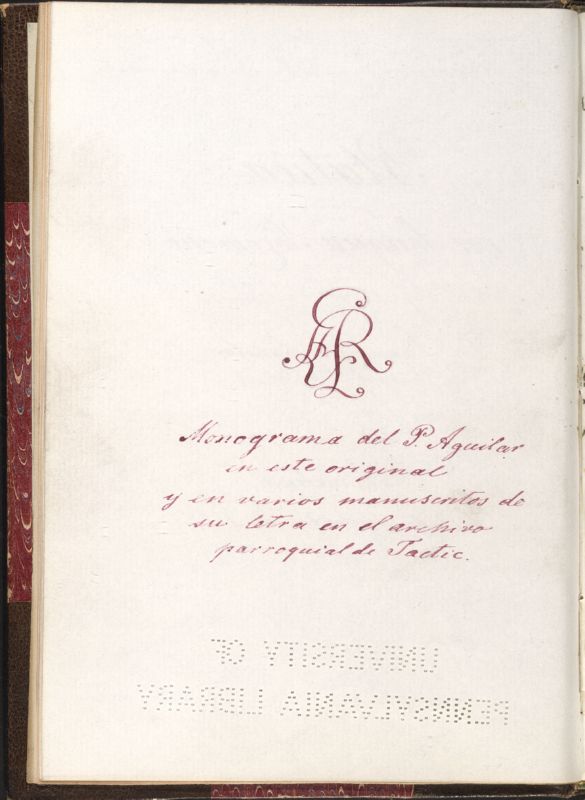 Monograma del P. Aguilar
en este original
y en varios manuscritos de
su letra en el archivo
parroquial de Tactic.
UNIVERSITY OF
PENNSYLVANIA LIBRARY